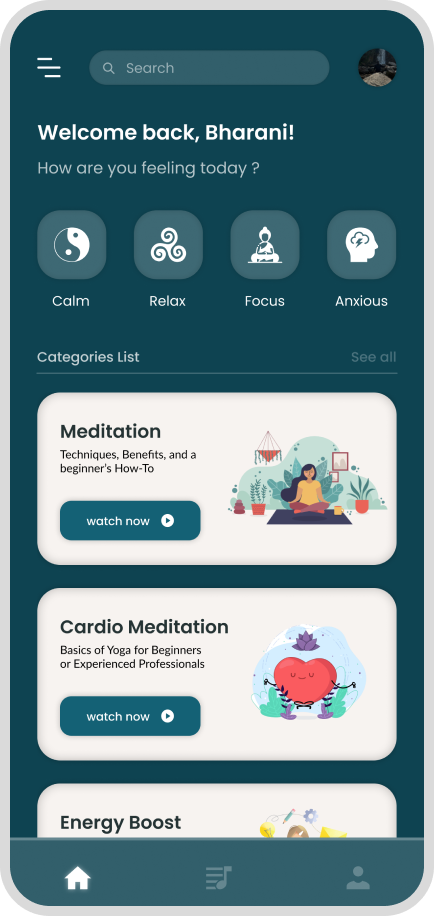 Search
Welcome back, Bharani!
How are you feeling today ?
Calm Relax Focus Anxious
Categories List See all
Meditation
Techniques, Benefits, and a
beginner's How-To
watch now
Cardio Meditation
Basics of Yoga for Beginners
or Experienced Professionals
watch now
Energy Boost